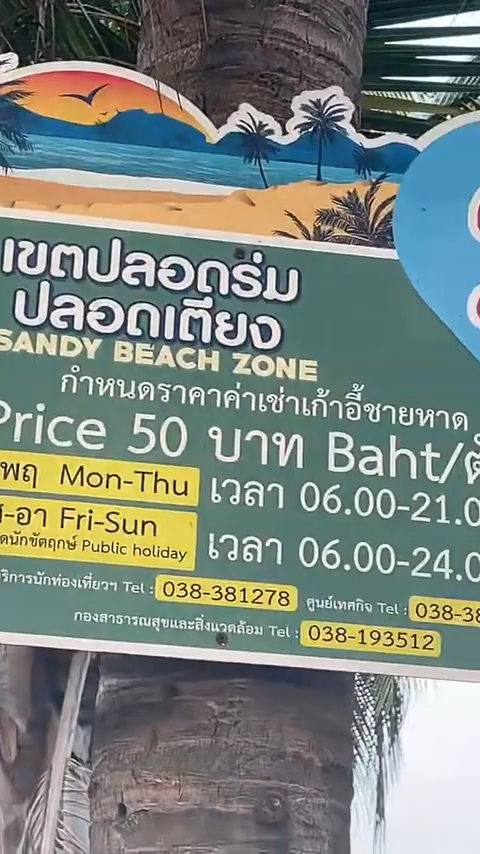 เขตปลอดร่ม
ปลอดเตียง
SANDY BEACH ZONE
กำหนดราคาค่าเช่าเก้าอี้ชายหาด
Price 50 บาท Baht/
พฤ Mon-Thu เวลา 06.00-21.0
-อา Fri-Sun
ดนักขัตฤกษ์ Public holiday เวลา 06.00-24.0
ริการนักท่องเที่ยวฯ Tel : 038-381278 ศูนย์เทศกิจ Tel : 038-38
กองสาธารณสุขและสิ่งแวดล้อม Tel : 038-193512